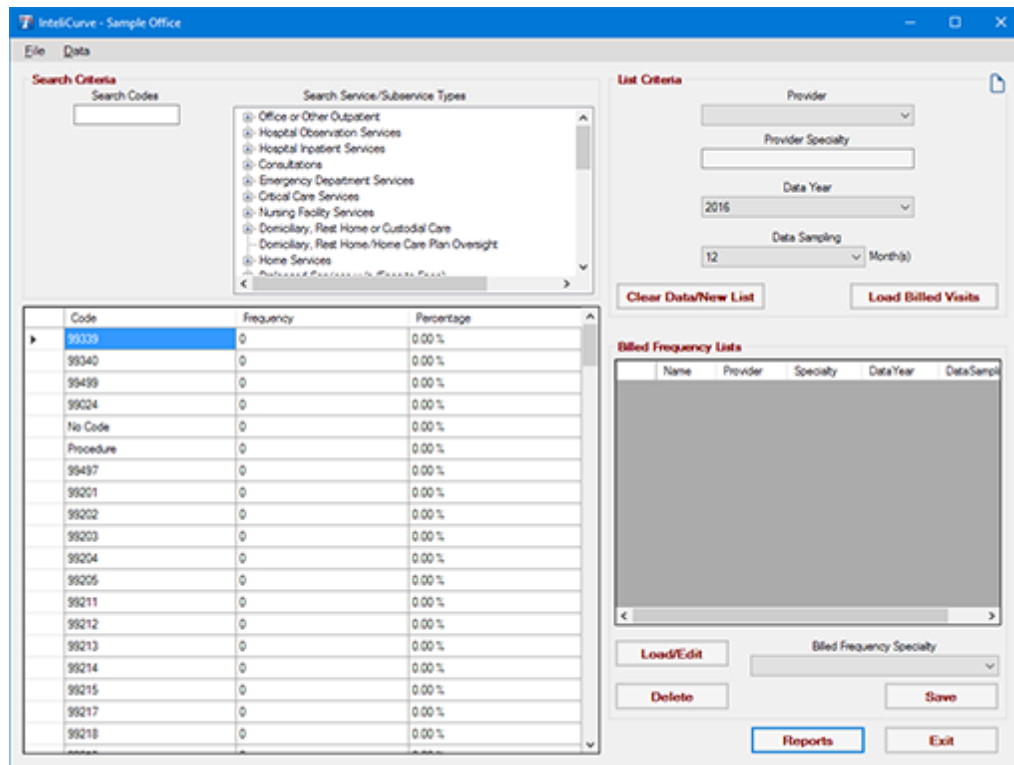 InteliCurve - Sample Office
File Data
Search Criteria
Search Codes
Search Service/Subservice Types
Office or Other Outpatient
Hospital Observation Services
Hospital Inpatient Services
Consultations
Emergency Department Services
Critical Care Services
Nursing Facility Services
Domiciliary, Rest Home or Custodial Care
Domiciliary, Rest Home/Home Care Plan Oversight
Home Services
List Criteria
Provider
Provider Specialty
Data Year
2016
Data Sampling
12 Month(s)
Clear Data/New List Load Billed Visits
Code Frequency Percentage
99339 0 0.00 %
99340 0 0.00 %
99499 0 0.00 %
99024 0 0.00 %
No Code 0 0.00 %
Procedure 0 0.00 %
99497 0 0.00 %
99201 0 0.00 %
99202 0 0.00 %
99203 0 0.00 %
99204 0 0.00 %
99205 0 0.00 %
99211 0 0.00 %
99212 0 0.00 %
99213 0 0.00 %
99214 0 0.00 %
99215 0 0.00 %
99217 0 0.00 %
99218 0 0.00 %
Billed Frequency Lists
Name Provider Specialty DataYear DataSampli
Load/Edit
Billed Frequency Specialty
Delete Save
Reports Exit